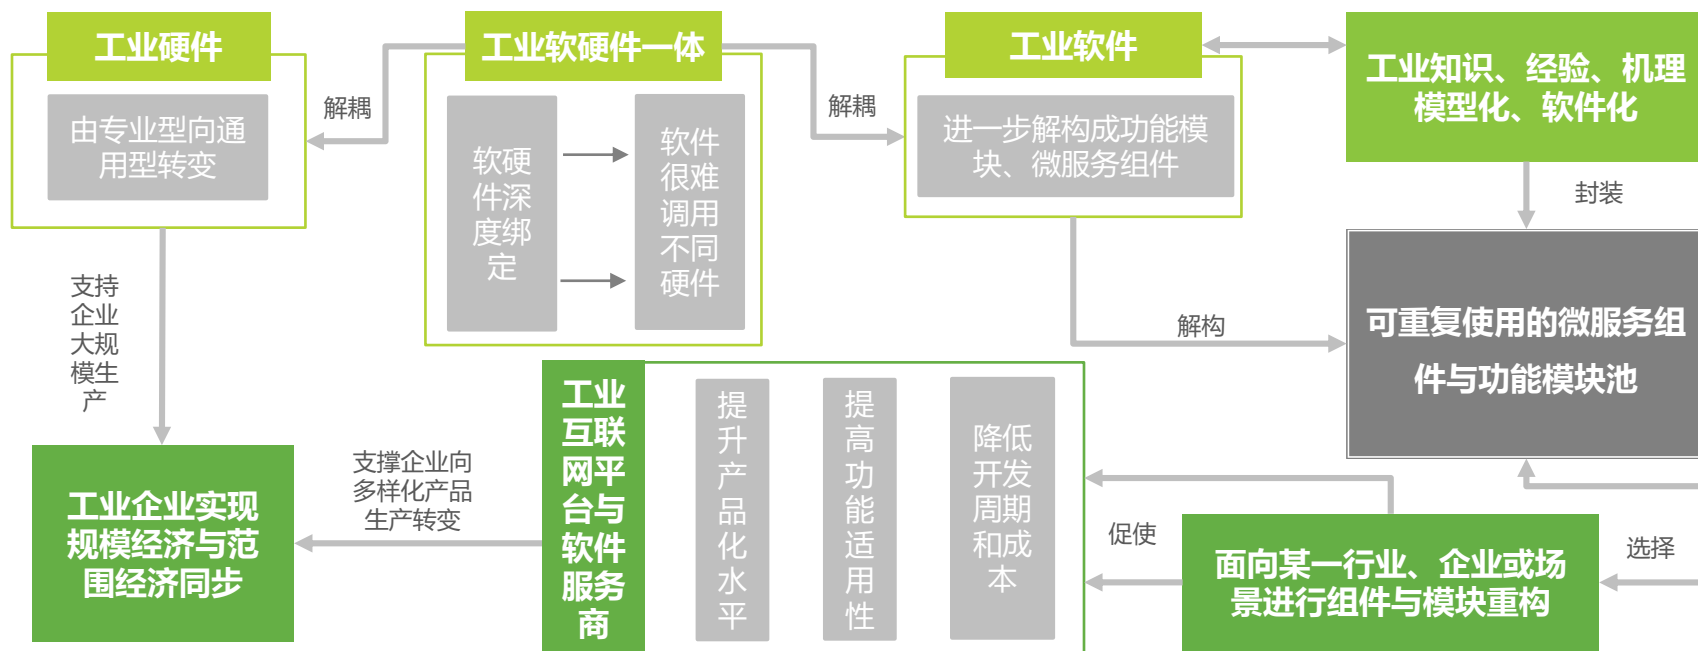 工业硬件
由专业型向通
用型转变
解耦
工业软硬件一体
软硬
件深
度绑
定
软件
很难
调用
不同
硬件
解耦
工业软件
进一步解构成功能模
块、微服务组件
工业知识、经验、机理
模型化、软件化
封装
解构
可重复使用的微服务组
件与功能模块池
支持
企业
大规
模生
产
工业企业实现
规模经济与范
围经济同步
支撑企业向
多样化产品
生产转变
工业
互联
网平
台与
软件
服务
商
提
升
产
品
化
水
平
提
高
功
能
适
用
性
降低
开发
周期
和成
本
促使
面向某一行业、企业或场
景进行组件与模块重构
选择